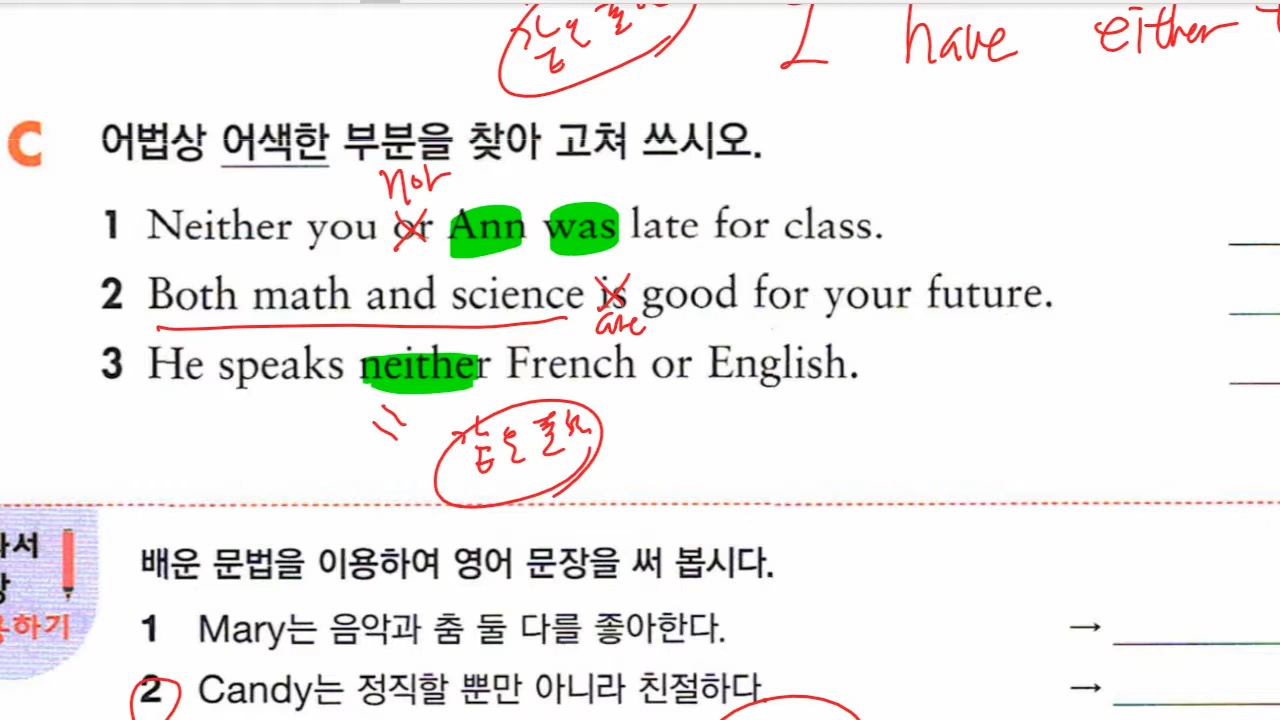 I have either
C 어법상 어색한 부분을 찾아 고쳐 쓰시오.
nor
1 Neither you or Ann was late for class.
2 Both math and science is good for your future.
are
3 He speaks neither French or English.
배운 문법을 이용하여 영어 문장을 써 봅시다.
하기
1 Mary는 음악과 춤 둘 다를 좋아한다. →
2 Candy는 정직할 뿐만 아니라 친절하다. →